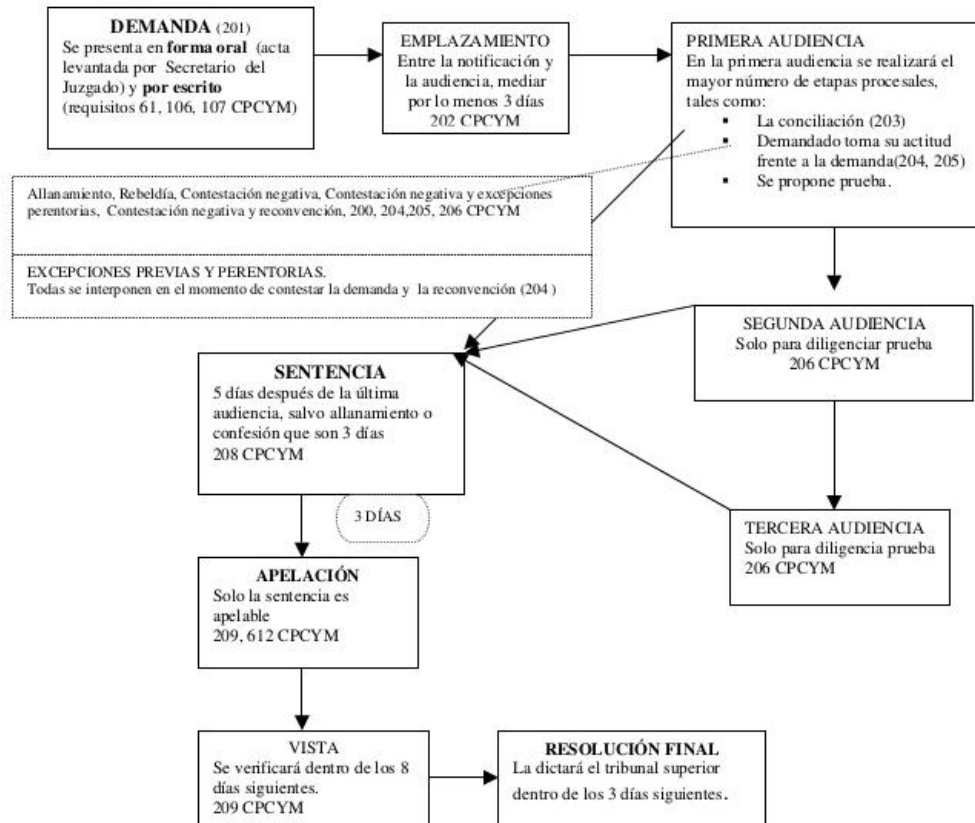 DEMANDA (201)
Se presenta en forma oral (acta
levantada por Secretario del
Juzgado) y por escrito
(requisitos 61, 106, 107 CPCYM)
EMPLAZAMIENTO
Entre la notificación y
la audiencia, mediar
por lo menos 3 días
202 CPCYM
PRIMERA AUDIENCIA
En la primera audiencia se realizará el
mayor número de etapas procesales,
tales como:
▪ La conciliación (203)
▪ Demandado toma su actitud
frente a la demanda(204, 205)
▪ Se propone prueba.
Allanamiento, Rebeldía, Contestación negativa, Contestación negativa y excepciones
perentorias, Contestación negativa y reconvención, 200, 204,205, 206 CPCYM
EXCEPCIONES PREVIAS Y PERENTORIAS.
Todas se interponen en el momento de contestar la demanda y la reconvención (204 )
SEGUNDA AUDIENCIA
Solo para diligenciar prueba
206 CPCYM
SENTENCIA
5 días después de la última
audiencia, salvo allanamiento o
confesión que son 3 días
208 CPCYM
3 DÍAS
TERCERA AUDIENCIA
Solo para diligencia prueba
206 CPCYM
APELACIÓN
Solo la sentencia es
apelable
209, 612 CPCYM
VISTA
Se verificará dentro de los 8
días siguientes.
209 CPCYM
RESOLUCIÓN FINAL
La dictará el tribunal superior
dentro de los 3 días siguientes.